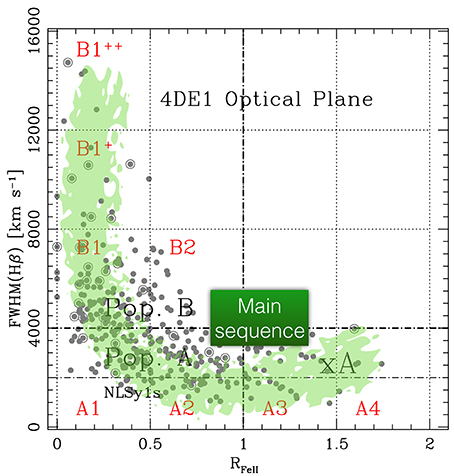 16000
B1++
4DE1 Optical Plane
12000
B1+
FWHM(Hβ) [km s⁻¹]
8000
B1
B2
Pop. B
Main
sequence
4000
Pop. A
xA
NLSy1s
A1
A2
A3
A4
0
0
0.5
1
1.5
2
R_FeII